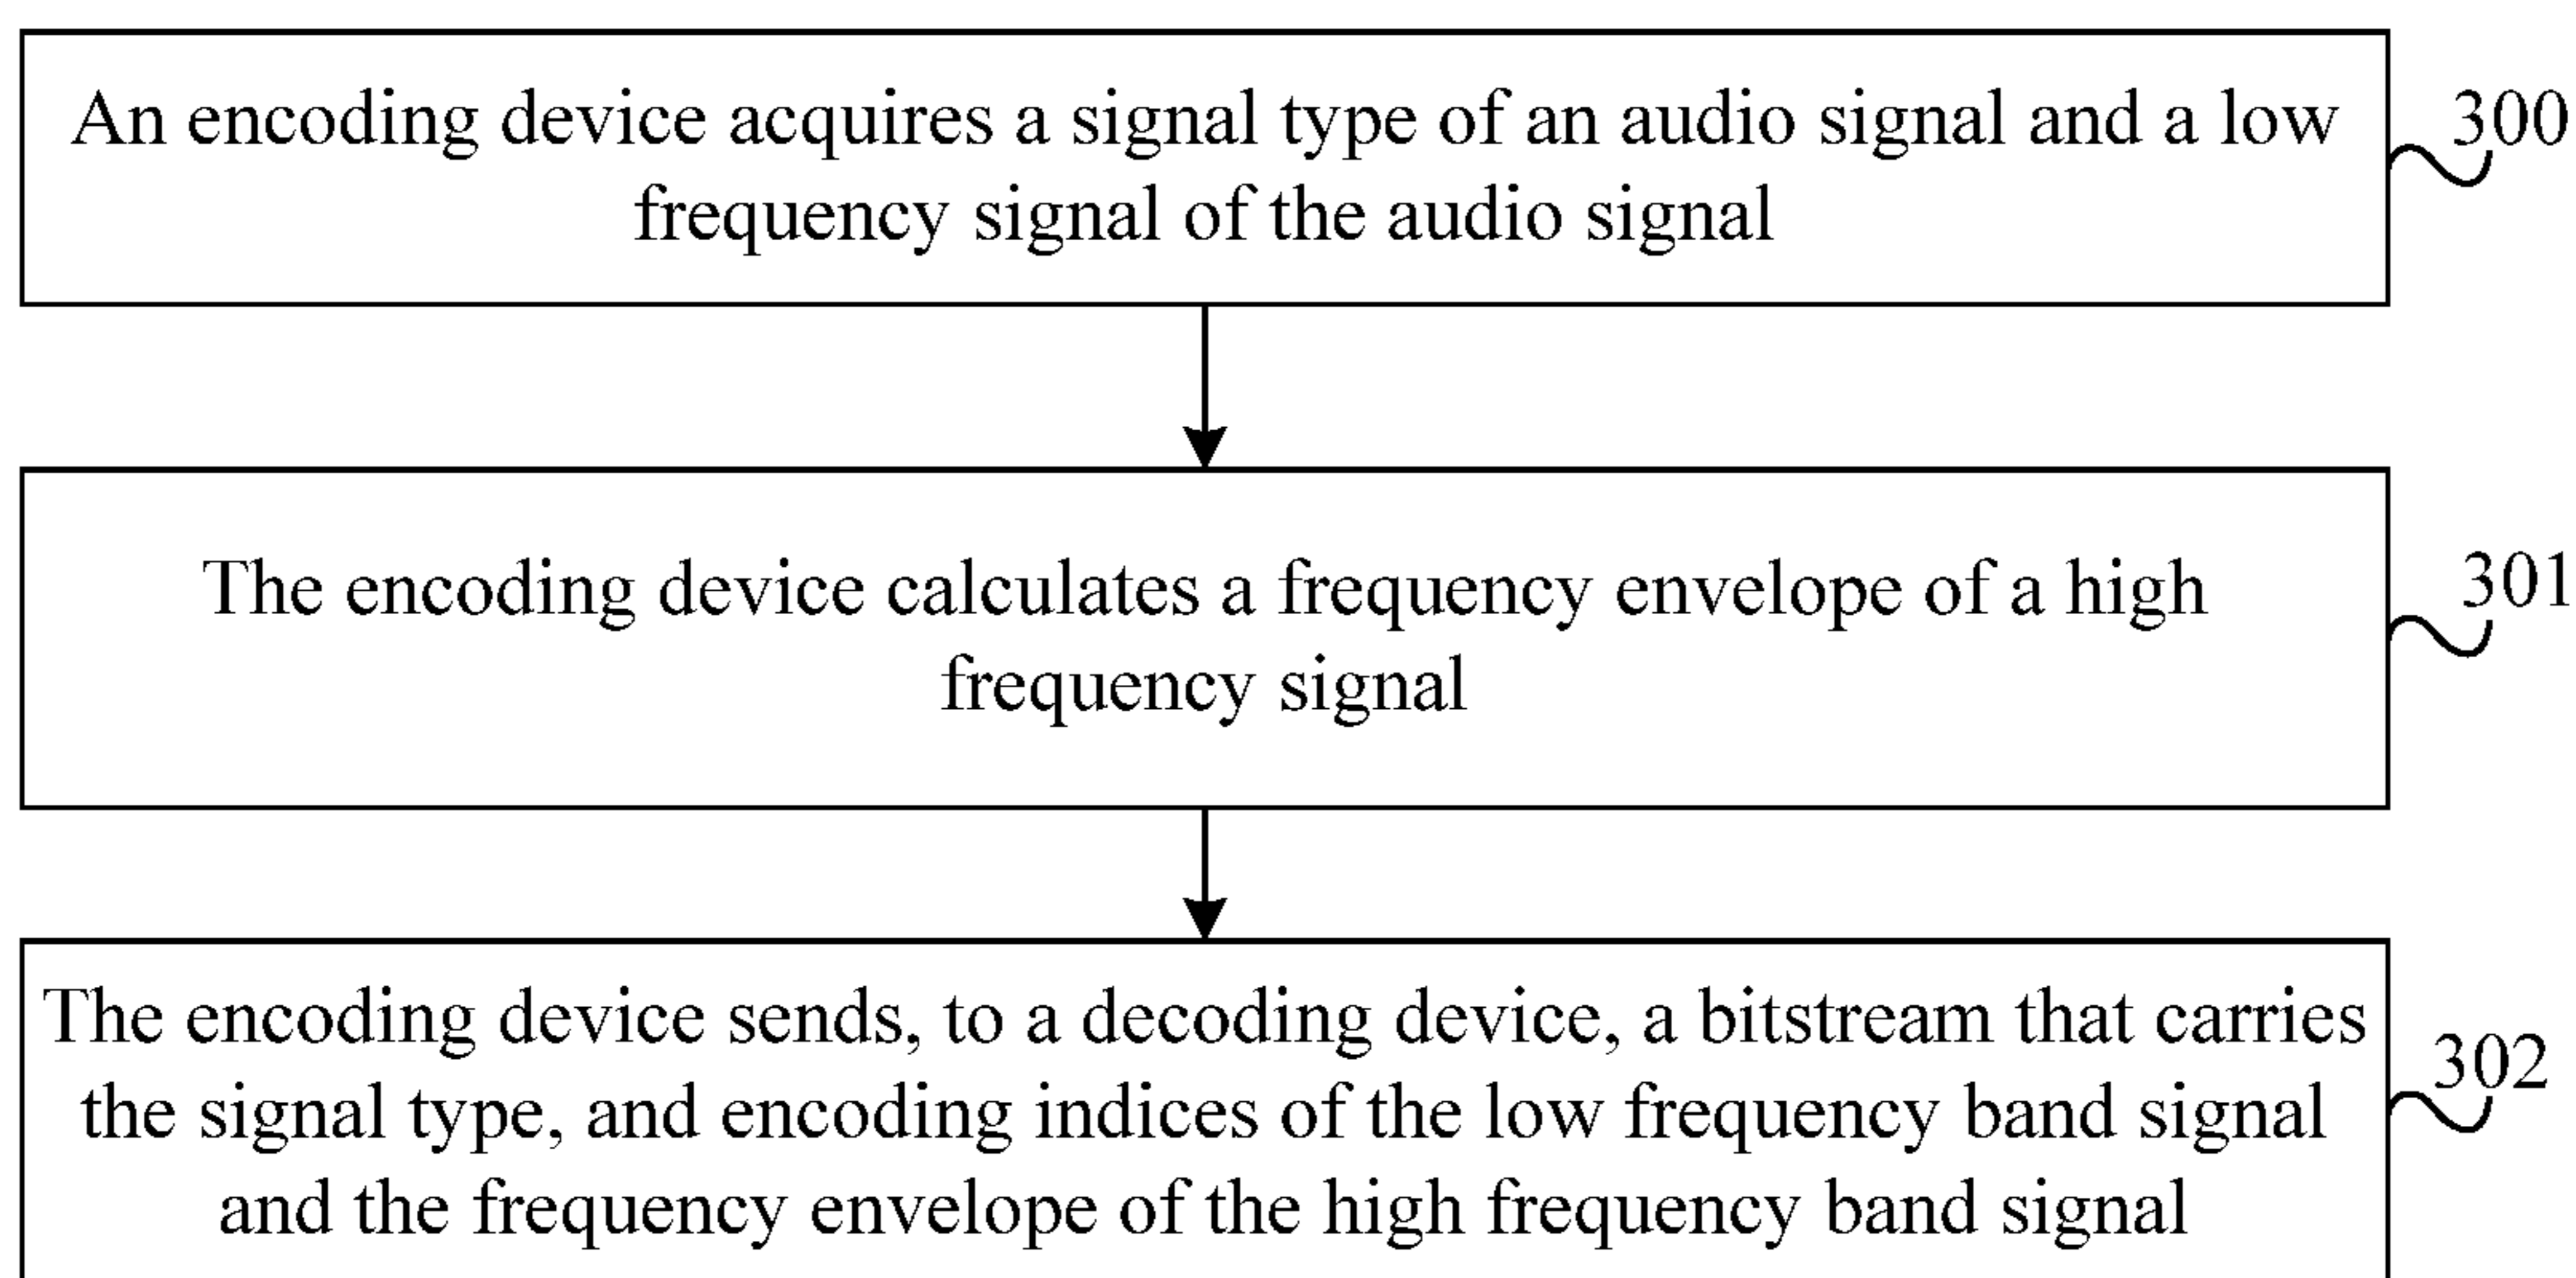 An encoding device acquires a signal type of an audio signal and a low
frequency signal of the audio signal
300
The encoding device calculates a frequency envelope of a high
frequency signal
301
The encoding device sends, to a decoding device, a bitstream that carries
the signal type, and encoding indices of the low frequency band signal
and the frequency envelope of the high frequency band signal
302